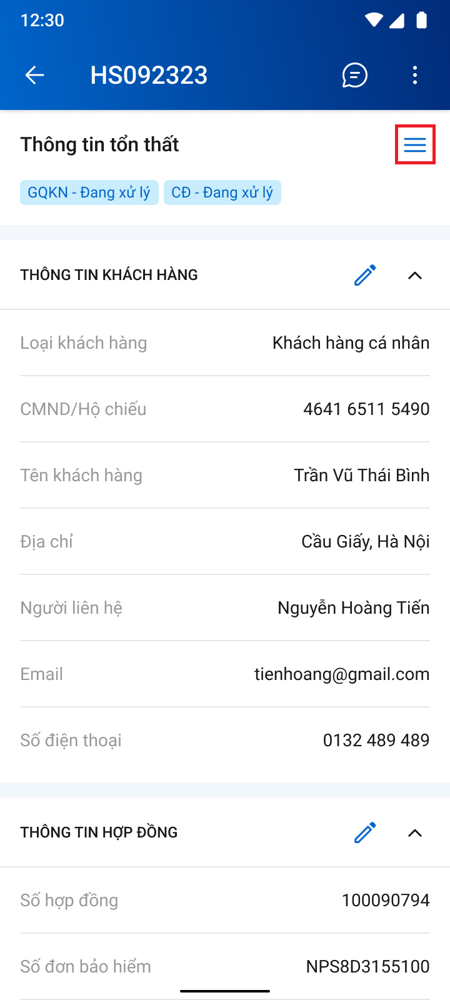 12:30
HS092323
Thông tin tổn thất
GQKN - Đang xử lý CĐ - Đang xử lý
THÔNG TIN KHÁCH HÀNG
Loại khách hàng Khách hàng cá nhân
CMND/Hộ chiếu 4641 6511 5490
Tên khách hàng Trần Vũ Thái Bình
Địa chỉ Cầu Giấy, Hà Nội
Người liên hệ Nguyễn Hoàng Tiến
Email tienhoang@gmail.com
Số điện thoại 0132 489 489
THÔNG TIN HỢP ĐỒNG
Số hợp đồng 100090794
Số đơn bảo hiểm NPS8D3155100